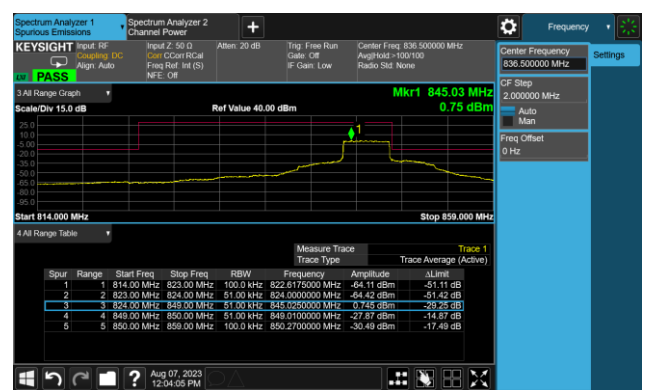 Spectrum Analyzer 1
Spurious Emissions
Spectrum Analyzer 2
Channel Power
Frequency
KEYSIGHT
Input: RF
Coupling: DC
Align: Auto
Input Z: 50 Ω
Corr CCorr RCal
Freq Ref: Int (S)
NFE: Off
Atten: 20 dB
Trig: Free Run
Gate: Off
IF Gain: Low
Center Freq: 836.500000 MHz
Avg|Hold:>100/100
Radio Std: None
PASS
Center Frequency
836.500000 MHz
Settings
CF Step
2.000000 MHz
Auto
Man
Freq Offset
0 Hz
3 All Range Graph
Mkr1 845.03 MHz
Scale/Div 15.0 dB
Ref Value 40.00 dBm
0.75 dBm
25.0
10.0
-5.00
-20.0
-35.0
-50.0
-65.0
-80.0
-95.0
1
Start 814.000 MHz
Stop 859.000 MHz
4 All Range Table
Measure Trace Trace 1
Trace Type Trace Average (Active)
Spur Range Start Freq Stop Freq RBW Frequency Amplitude ΔLimit
1 1 814.00 MHz 823.00 MHz 100.0 kHz 822.6175000 MHz -64.11 dBm -51.11 dB
2 2 823.00 MHz 824.00 MHz 51.00 kHz 824.0000000 MHz -64.42 dBm -51.42 dB
3 3 824.00 MHz 849.00 MHz 51.00 kHz 845.0250000 MHz 0.745 dBm -29.25 dB
4 4 849.00 MHz 850.00 MHz 51.00 kHz 849.0100000 MHz -27.87 dBm -14.87 dB
5 5 850.00 MHz 859.00 MHz 100.0 kHz 850.2700000 MHz -30.49 dBm -17.49 dB
Aug 07, 2023
12:04:05 PM